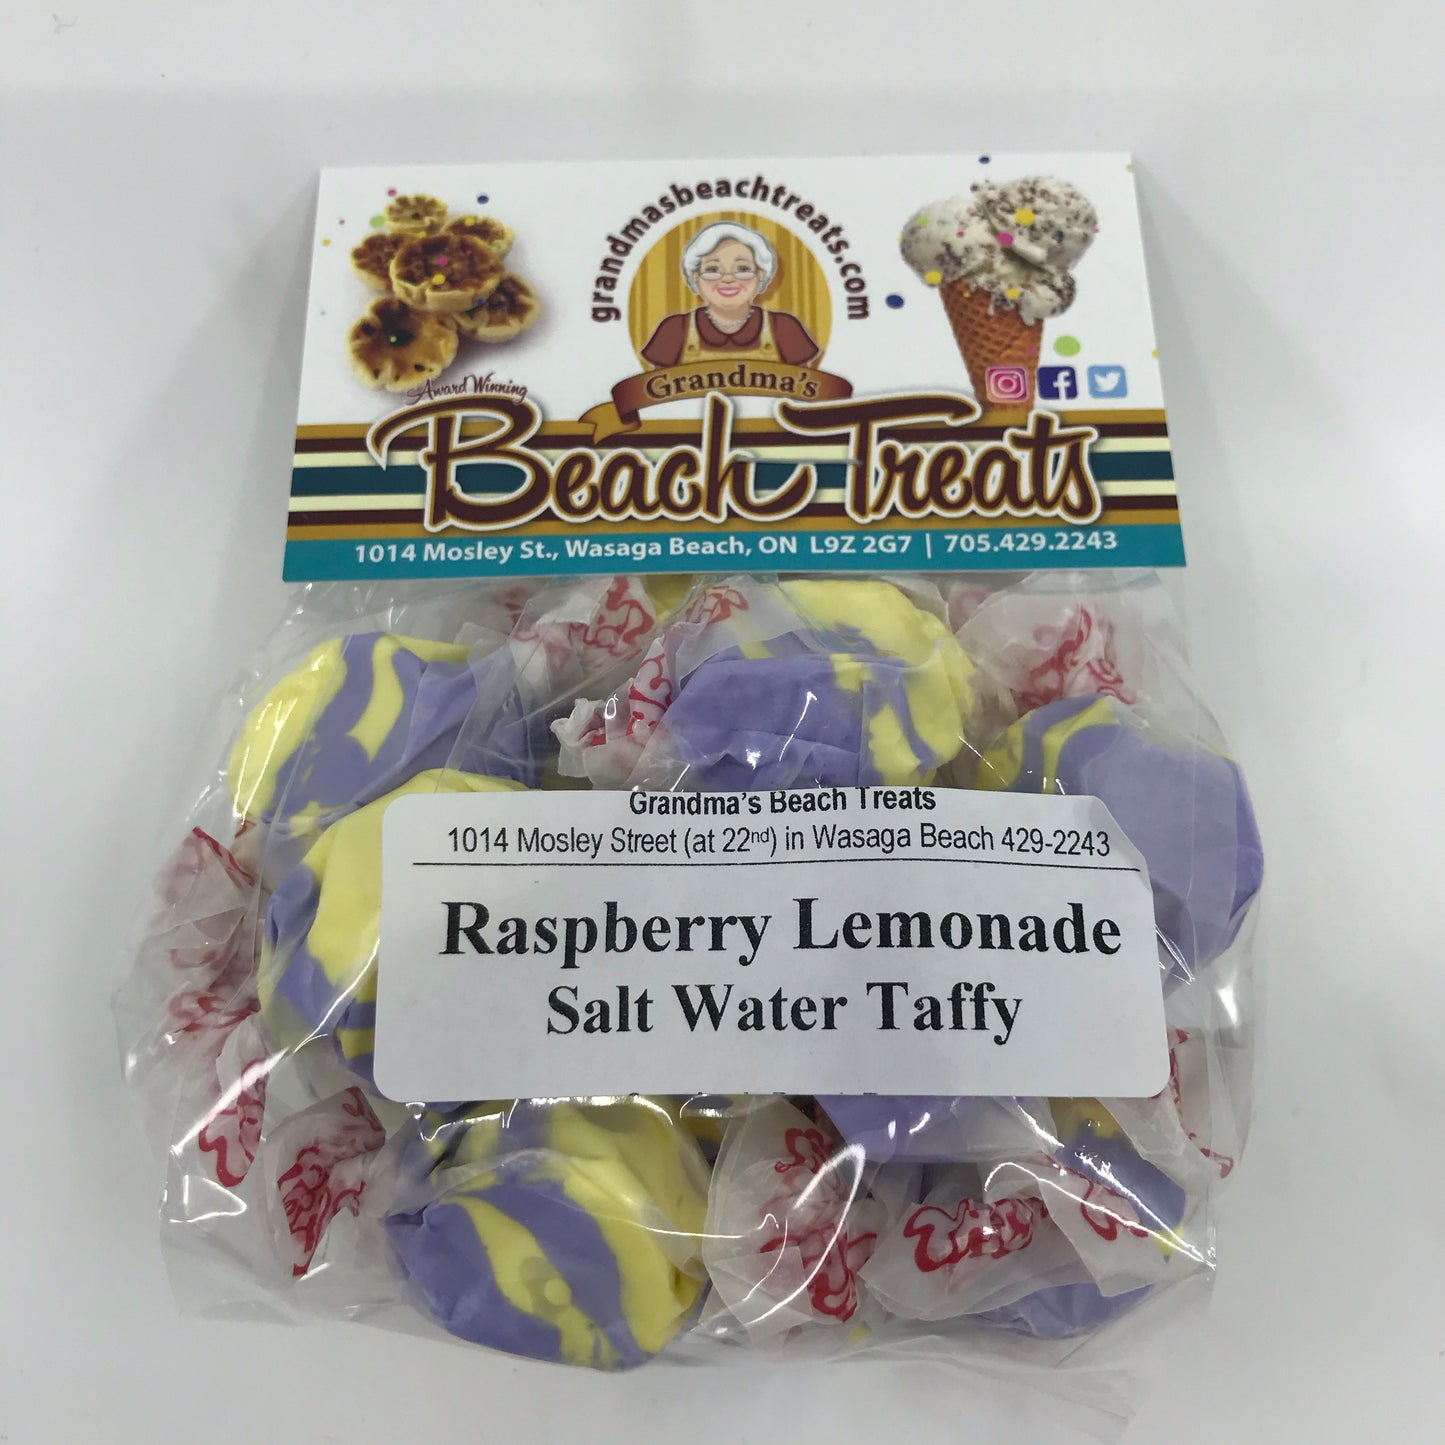 grandmasbeachtreats.com
Grandma's
Award Winning
Beach Treats
1014 Mosley St., Wasaga Beach, ON L9Z 2G7 | 705.429.2243
Grandma's Beach Treats
1014 Mosley Street (at 22nd) in Wasaga Beach 429-2243
Raspberry Lemonade
Salt Water Taffy